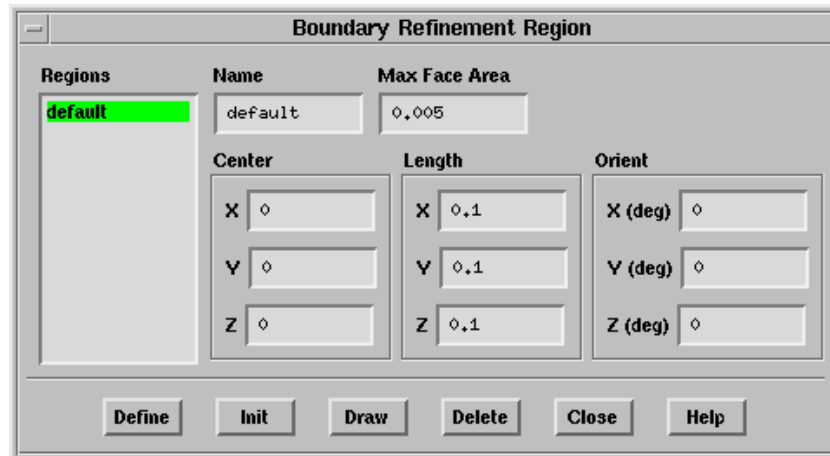 Boundary Refinement Region
Regions Name Max Face Area
default default 0.005
Center Length Orient
X 0 X 0.1 X (deg) 0
Y 0 Y 0.1 Y (deg) 0
Z 0 Z 0.1 Z (deg) 0
Define Init Draw Delete Close Help